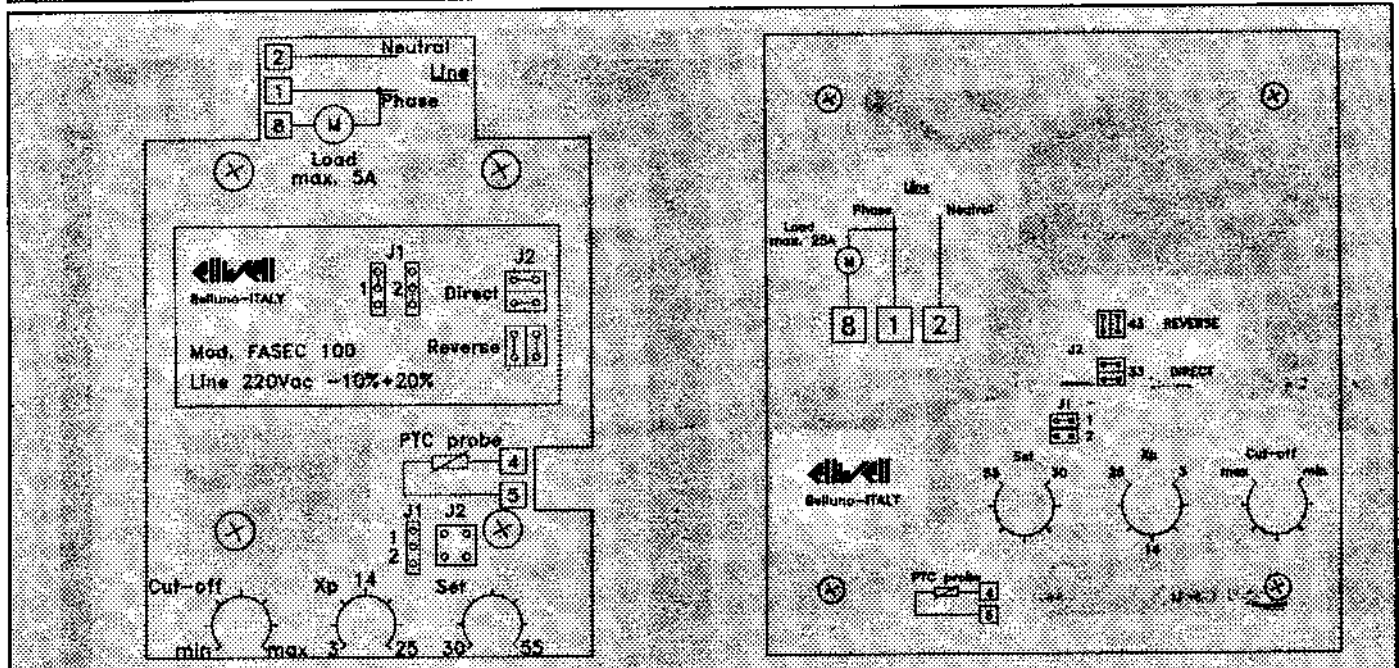 2
Neutral
Line
1
Phase
8
M
Load
max. 5A
eliwell
Belluno-ITALY
J1
1
2
J2
Direct
Reverse
Mod. FASEC 100
Line 220Vac -10%+20%
PTC probe
4
5
J1
1
2
J2
Cut-off
min
max
Xp
14
3
25
Set
30
55
Line
Phase
Neutral
Load
max. 25A
M
8
1
2
REVERSE
J2
DIRECT
J1
1
2
eliwell
Belluno-ITALY
Set
55
30
Xp
25
3
14
Cut-off
max
min
PTC probe
4
5